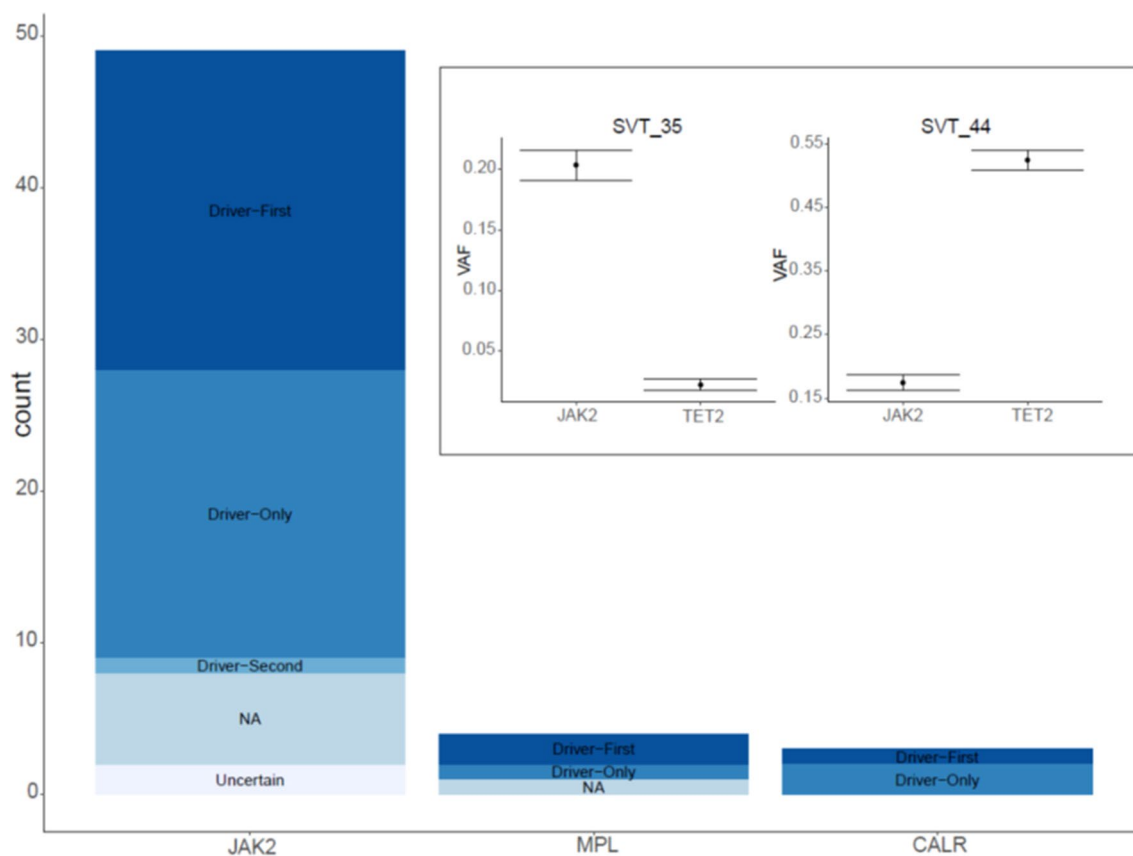 50
40
30
20
10
0
count
Driver-First
Driver-Only
Driver-Second
NA
Uncertain
JAK2
Driver-First
Driver-Only
NA
MPL
Driver-First
Driver-Only
CALR
SVT_35
VAF
0.20
0.15
0.10
0.05
JAK2 TET2
SVT_44
VAF
0.55
0.45
0.35
0.25
0.15
JAK2 TET2